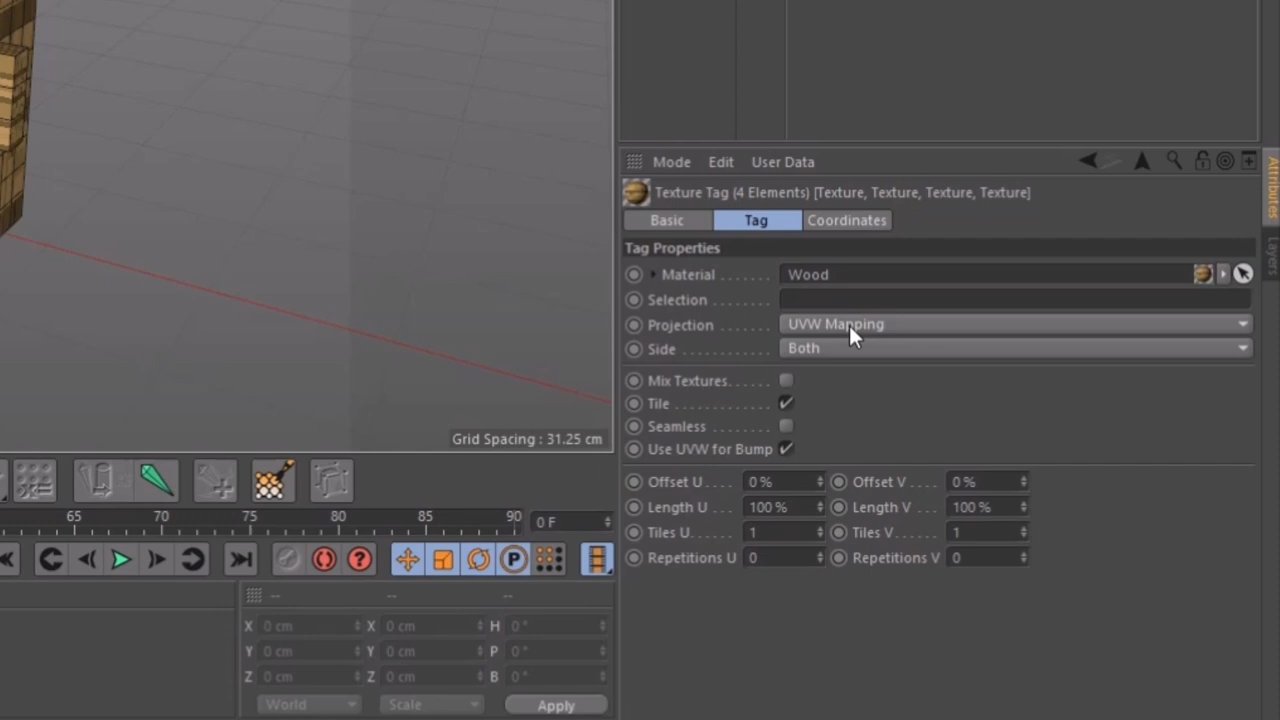 Mode Edit User Data
Texture Tag (4 Elements) [Texture, Texture, Texture, Texture]
Basic Tag Coordinates
Tag Properties
Material . . . . . . . Wood
Selection . . . . . . .
Projection . . . . . . . UVW Mapping
Side . . . . . . . . . . . Both
Mix Textures. . . . . .
Tile . . . . . . . . . . . .
Seamless . . . . . . .
Use UVW for Bump
Offset U . . . . 0 % Offset V . . . . 0 %
Length U . . . 100 % Length V . . . 100 %
Tiles U. . . . . . 1 Tiles V. . . . . . 1
Repetitions U 0 Repetitions V 0
Attributes
Layers
Grid Spacing : 31.25 cm
65 70 75 80 85 90 0 F
P
-- -- --
X 0 cm X 0 cm H 0 °
Y 0 cm Y 0 cm P 0 °
Z 0 cm Z 0 cm B 0 °
World Scale Apply